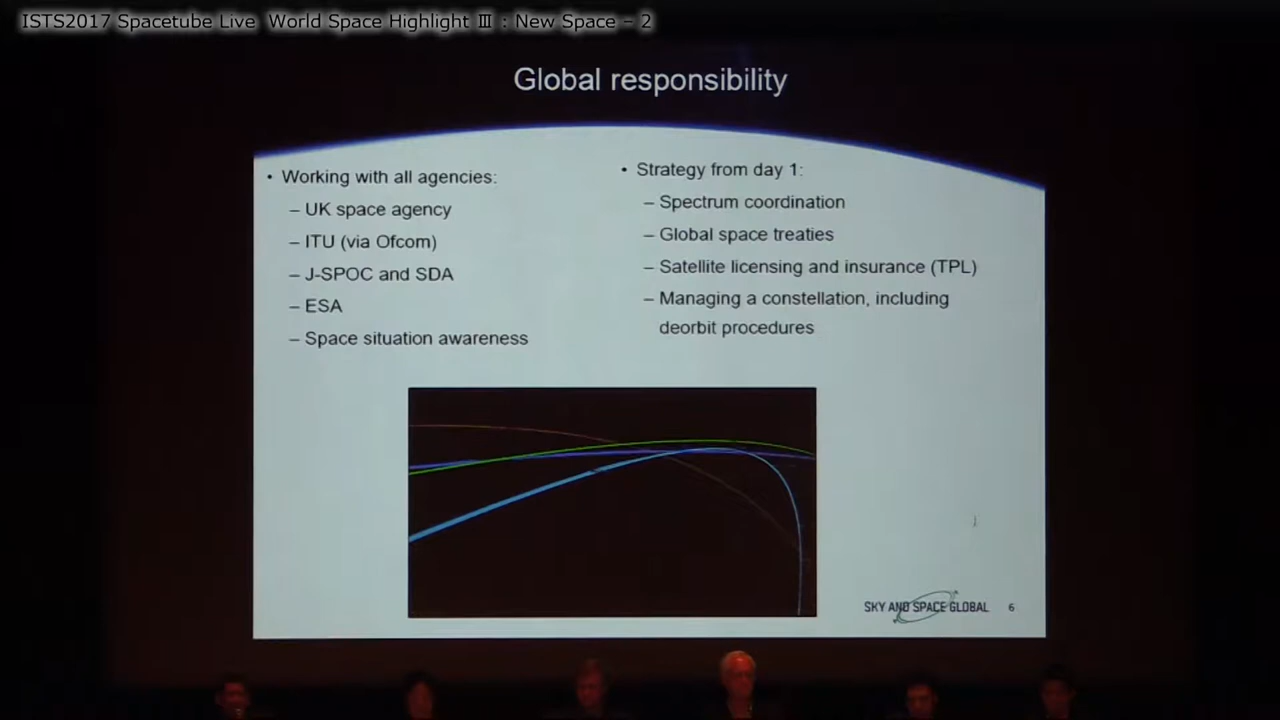 ISTS2017 Spacetube Live World Space Highlight Ⅲ : New Space – 2
Global responsibility
• Working with all agencies:
– UK space agency
– ITU (via Ofcom)
– J-SPOC and SDA
– ESA
– Space situation awareness
• Strategy from day 1:
– Spectrum coordination
– Global space treaties
– Satellite licensing and insurance (TPL)
– Managing a constellation, including
deorbit procedures
SKY AND SPACE GLOBAL
6